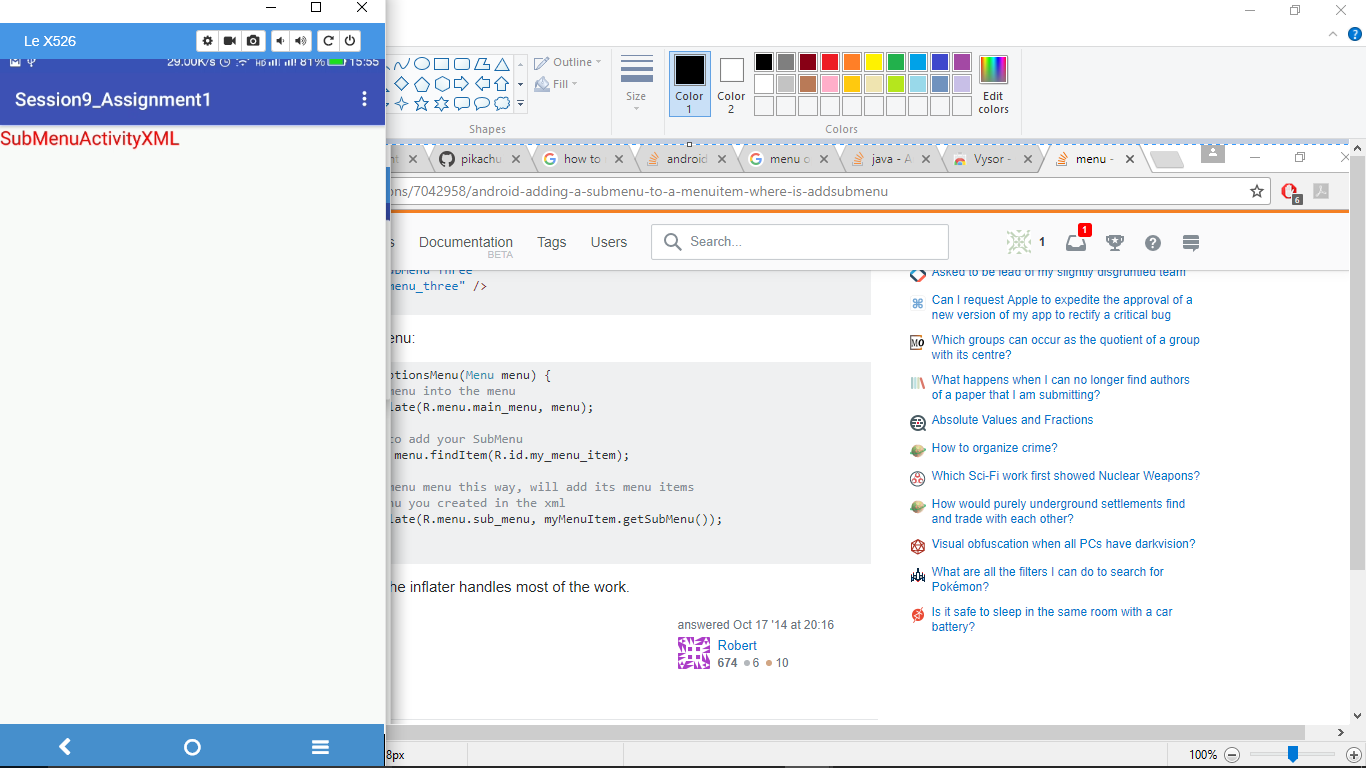 Le X526
29.00K/s 81% 15:55
Session9_Assignment1
SubMenuActivityXML
Outline
Fill
Shapes
Size
Color 1
Color 2
Edit colors
Colors
pikachu
how to
android
menu o
java - A
Vysor -
menu -
ns/7042958/android-adding-a-submenu-to-a-menuitem-where-is-addsubmenu
6
s Documentation Tags Users Search... 1 1
BETA
ubMenu Three"
menu_three" />
enu:
tionsMenu(Menu menu) {
menu into the menu
late(R.menu.main_menu, menu);
to add your SubMenu
menu.findItem(R.id.my_menu_item);
menu menu this way, will add its menu items
nu you created in the xml
late(R.menu.sub_menu, myMenuItem.getSubMenu());
he inflater handles most of the work.
answered Oct 17 '14 at 20:16
Robert
674 6 10
Asked to be lead of my slightly disgruntled team
Can I request Apple to expedite the approval of a
new version of my app to rectify a critical bug
MO
Which groups can occur as the quotient of a group
with its centre?
What happens when I can no longer find authors
of a paper that I am submitting?
Absolute Values and Fractions
How to organize crime?
Which Sci-Fi work first showed Nuclear Weapons?
How would purely underground settlements find
and trade with each other?
Visual obfuscation when all PCs have darkvision?
What are all the filters I can do to search for
Pokémon?
Is it safe to sleep in the same room with a car
battery?
8px
100%